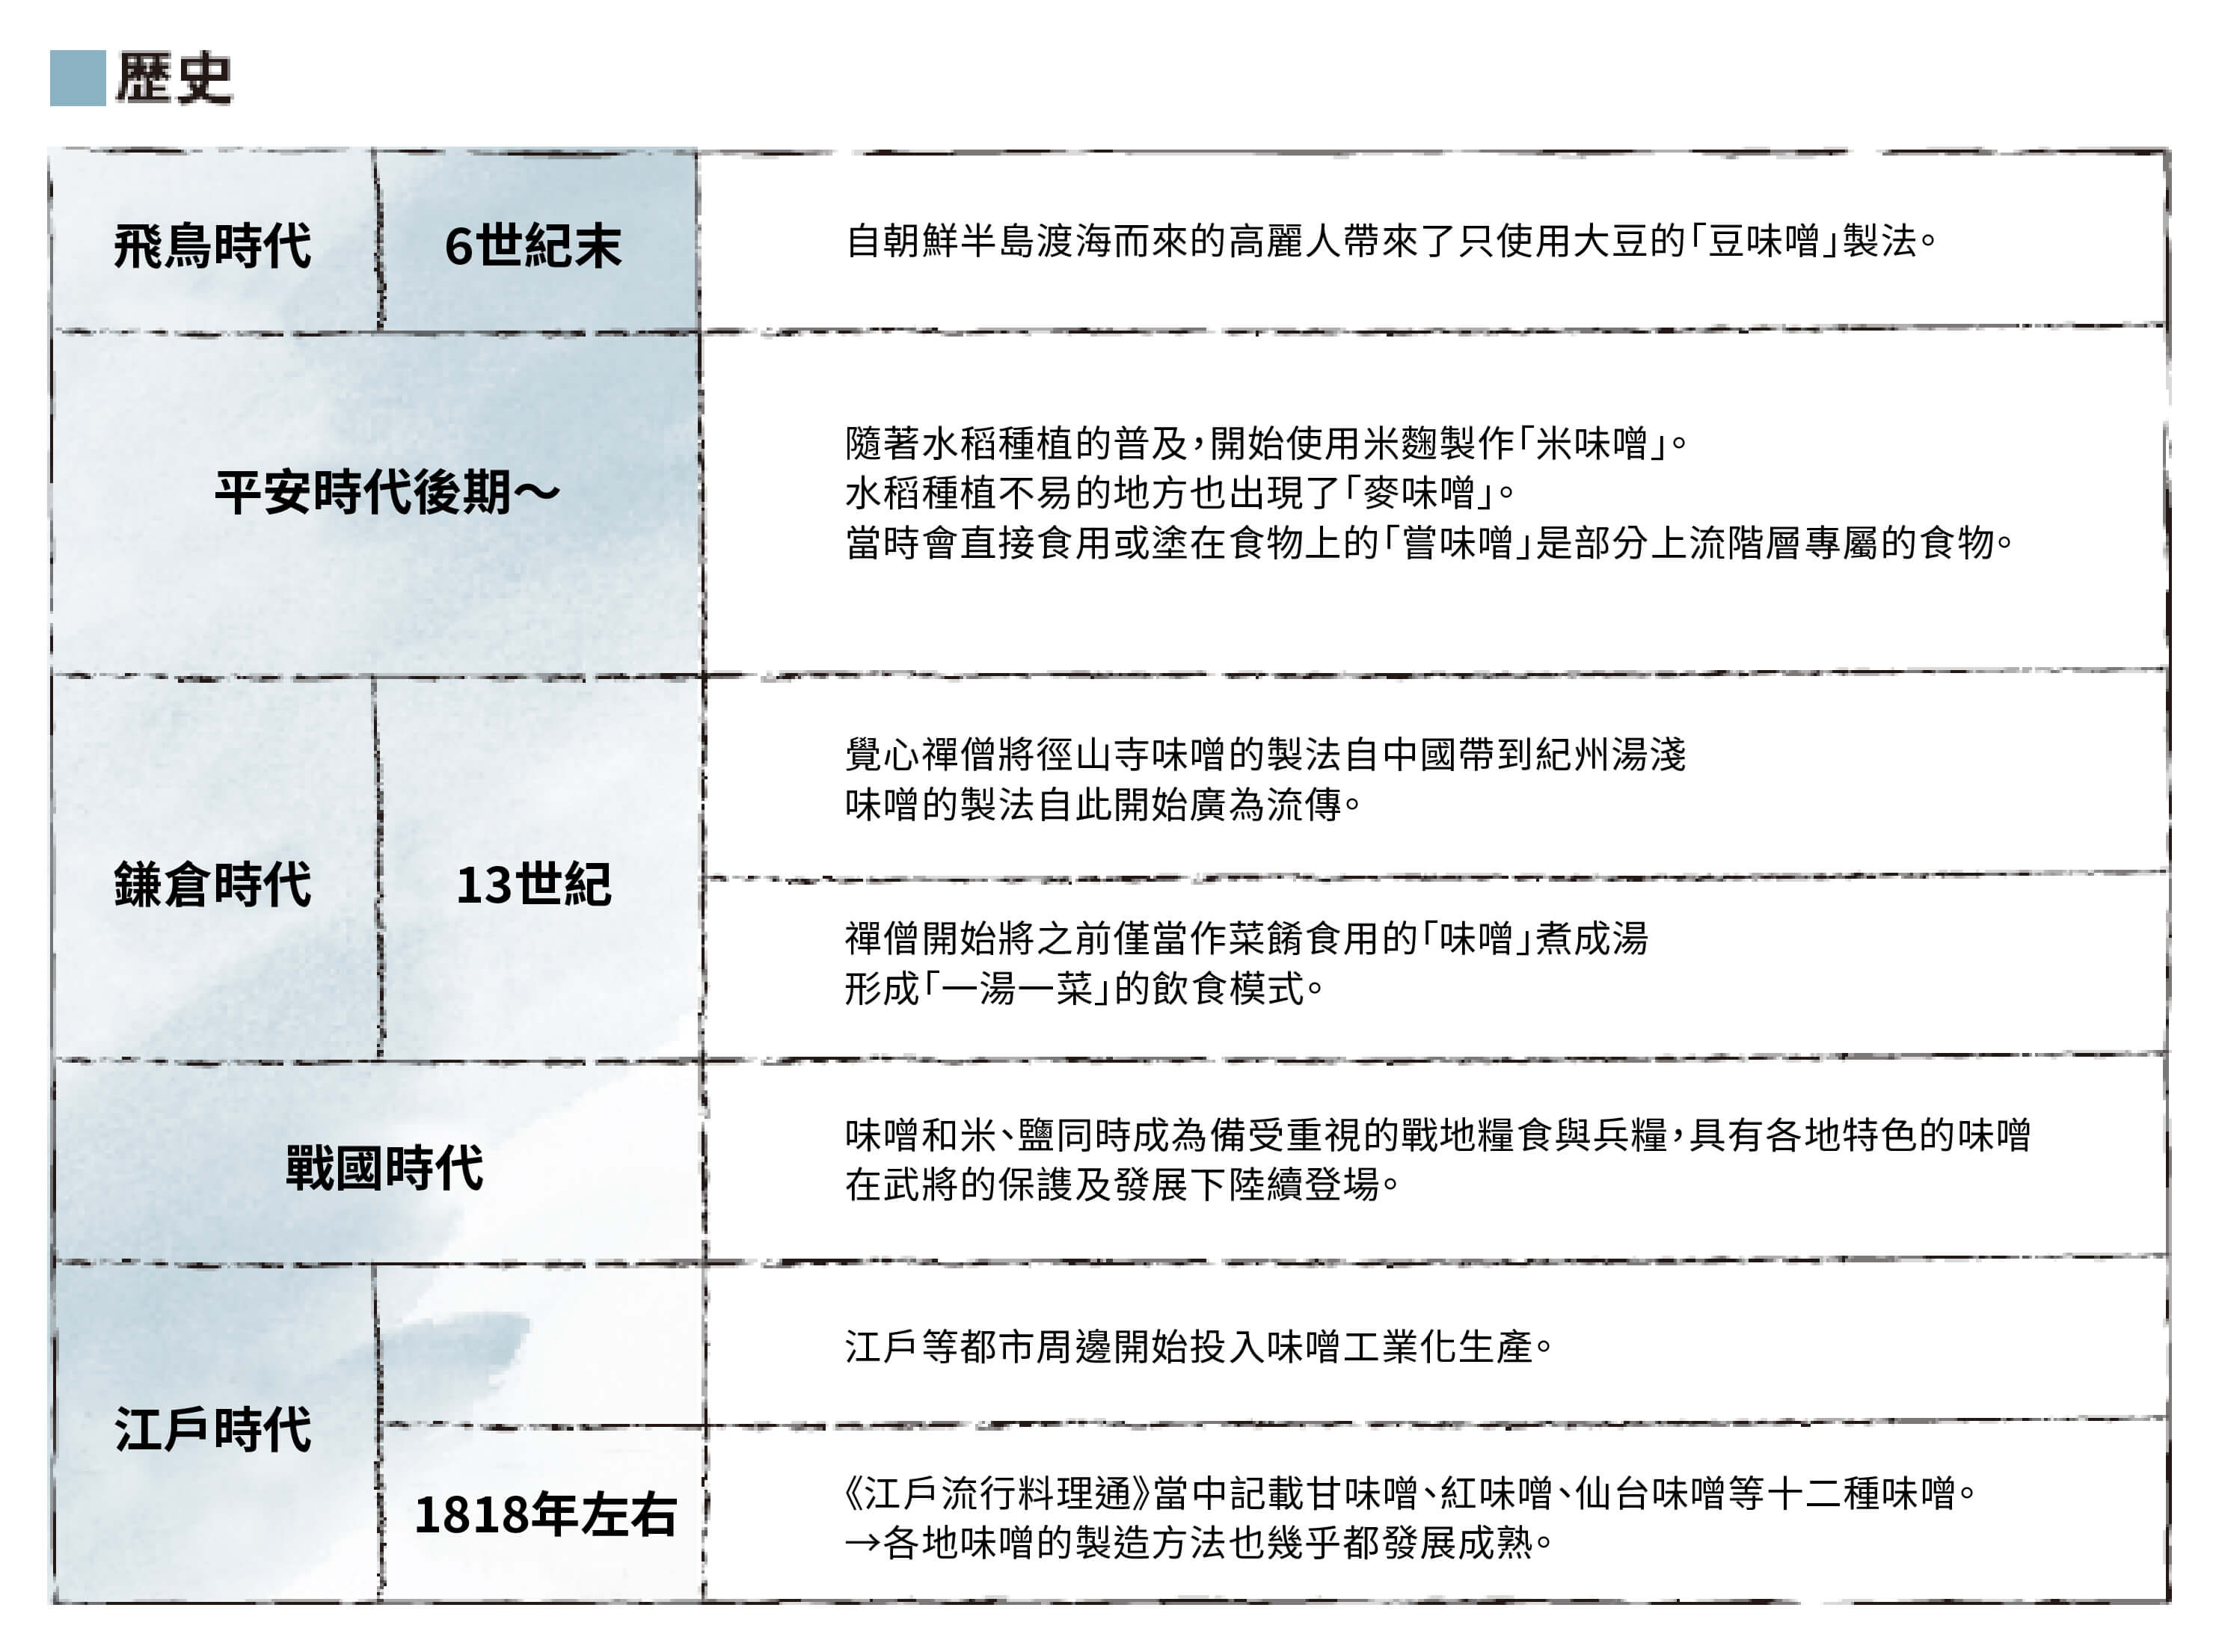 歴史
飛鳥時代
6世紀末
自朝鮮半島渡海而來的高麗人帶來了只使用大豆的「豆味噌」製法。
平安時代後期～
隨著水稻種植的普及，開始使用米麴製作「米味噌」。
水稻種植不易的地方也出現了「麥味噌」。
當時會直接食用或塗在食物上的「嘗味噌」是部分上流階層專屬的食物。
鎌倉時代
13世紀
覺心禪僧將徑山寺味噌的製法自中國帶到紀州湯淺
味噌的製法自此開始廣為流傳。
禪僧開始將之前僅當作菜餚食用的「味噌」煮成湯
形成「一湯一菜」的飲食模式。
戰國時代
味噌和米、鹽同時成為備受重視的戰地糧食與兵糧，具有各地特色的味噌
在武將的保護及發展下陸續登場。
江戶時代
江戶等都市周邊開始投入味噌工業化生產。
1818年左右
《江戶流行料理通》當中記載甘味噌、紅味噌、仙台味噌等十二種味噌。
→各地味噌的製造方法也幾乎都發展成熟。